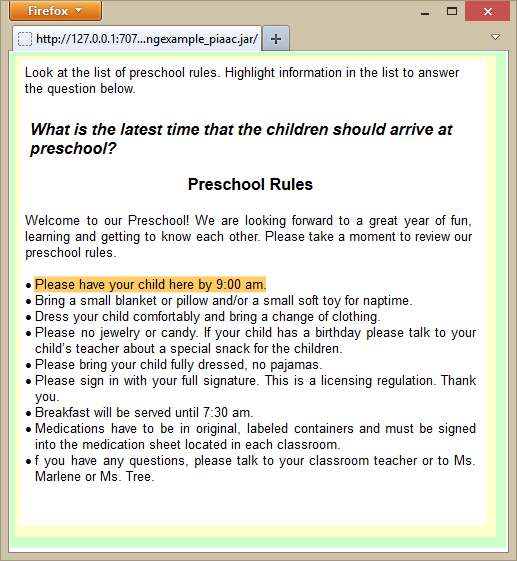 Firefox
http://127.0.0.1:707...ngexample_piaac.jar/
Look at the list of preschool rules. Highlight information in the list to answer
the question below.
What is the latest time that the children should arrive at
preschool?
Preschool Rules
Welcome to our Preschool! We are looking forward to a great year of fun,
learning and getting to know each other. Please take a moment to review our
preschool rules.
● Please have your child here by 9:00 am.
● Bring a small blanket or pillow and/or a small soft toy for naptime.
● Dress your child comfortably and bring a change of clothing.
● Please no jewelry or candy. If your child has a birthday please talk to your
child's teacher about a special snack for the children.
● Please bring your child fully dressed, no pajamas.
● Please sign in with your full signature. This is a licensing regulation. Thank
you.
● Breakfast will be served until 7:30 am.
● Medications have to be in original, labeled containers and must be signed
into the medication sheet located in each classroom.
● f you have any questions, please talk to your classroom teacher or to Ms.
Marlene or Ms. Tree.